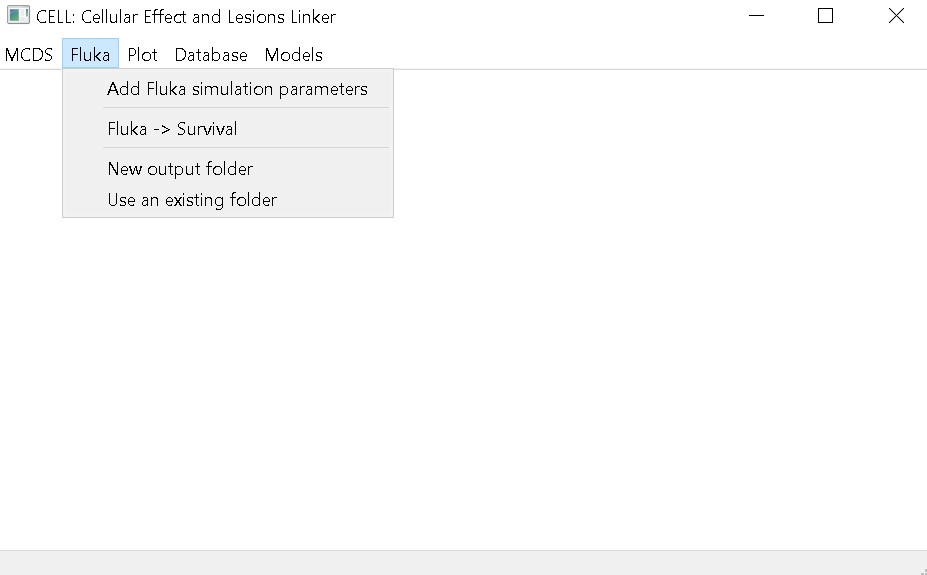 CELL: Cellular Effect and Lesions Linker
MCDS Fluka Plot Database Models
Add Fluka simulation parameters
Fluka -> Survival
New output folder
Use an existing folder